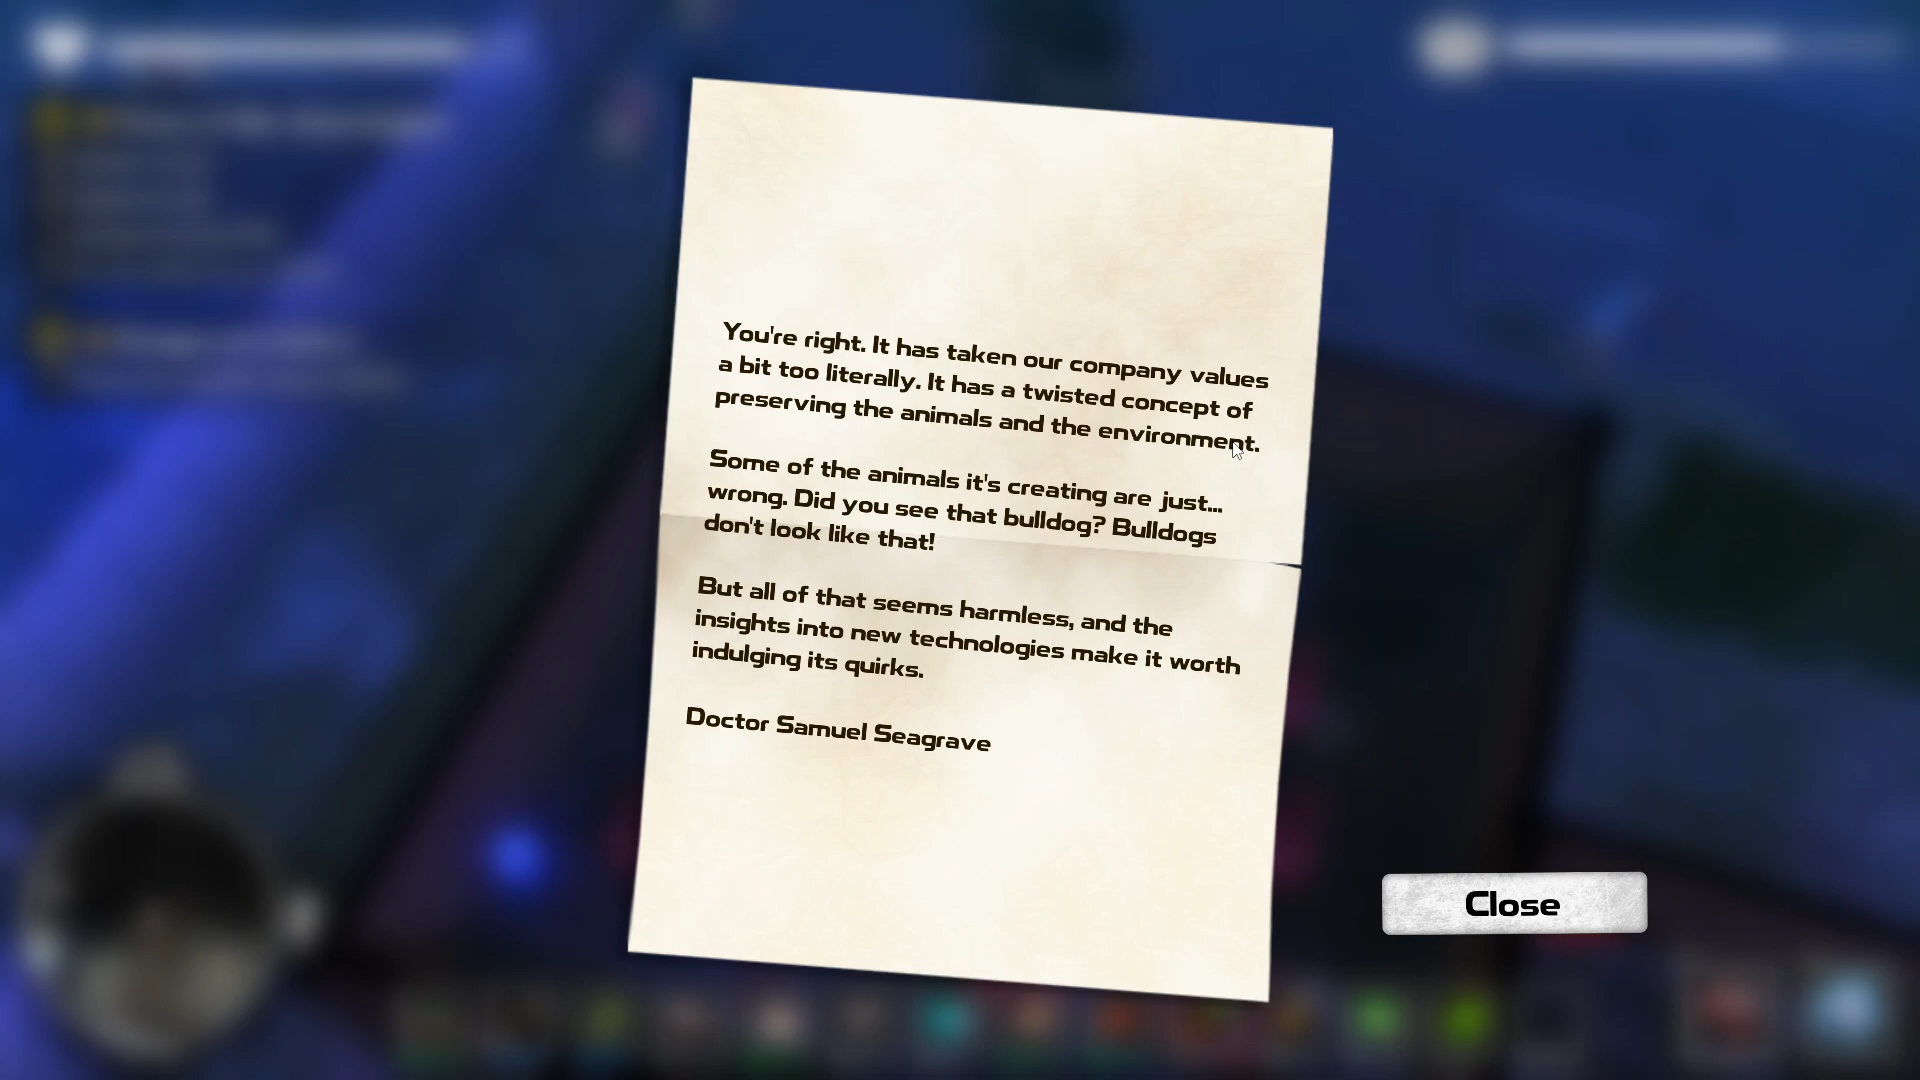 You're right. It has taken our company values
a bit too literally. It has a twisted concept of
preserving the animals and the environment.
Some of the animals it's creating are just...
wrong. Did you see that bulldog? Bulldogs
don't look like that!
But all of that seems harmless, and the
insights into new technologies make it worth
indulging its quirks.
Doctor Samuel Seagrave
Close